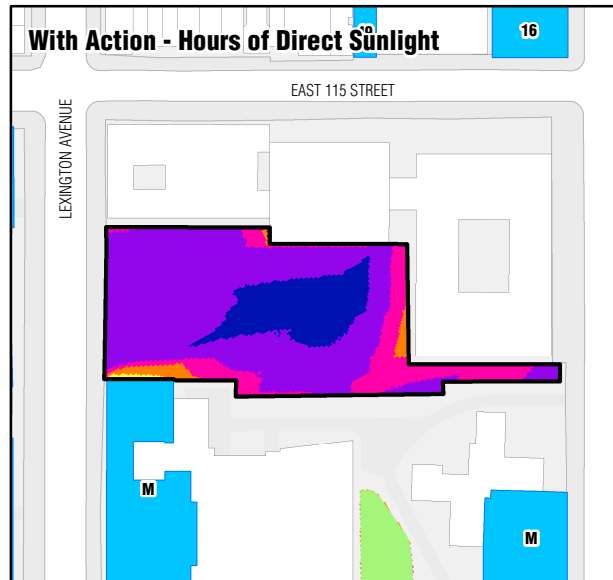 With Action - Hours of Direct Sunlight
16
EAST 115 STREET
LEXINGTON AVENUE
M
M